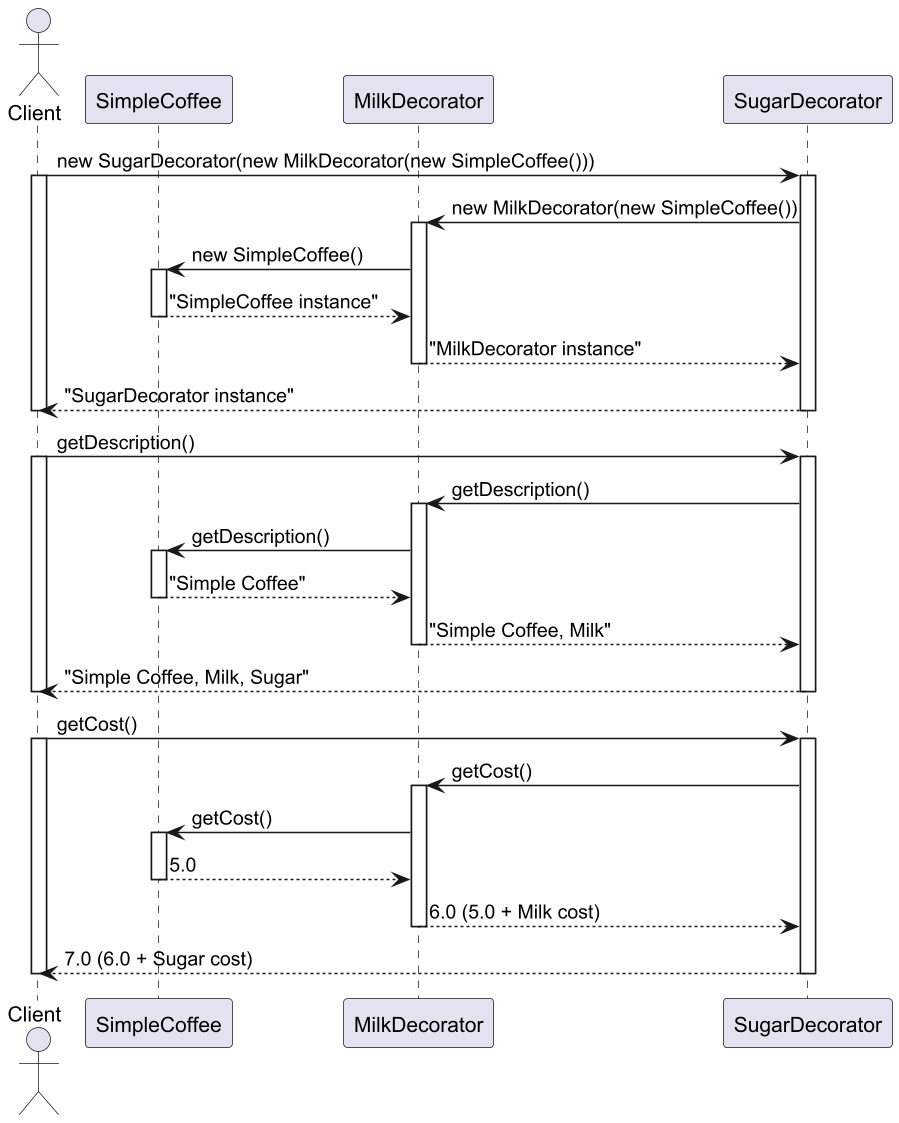 Client
SimpleCoffee
MilkDecorator
SugarDecorator
new SugarDecorator(new MilkDecorator(new SimpleCoffee()))
new MilkDecorator(new SimpleCoffee())
new SimpleCoffee()
"SimpleCoffee instance"
"MilkDecorator instance"
"SugarDecorator instance"
getDescription()
getDescription()
getDescription()
"Simple Coffee"
"Simple Coffee, Milk"
"Simple Coffee, Milk, Sugar"
getCost()
getCost()
getCost()
5.0
6.0 (5.0 + Milk cost)
7.0 (6.0 + Sugar cost)
Client
SimpleCoffee
MilkDecorator
SugarDecorator